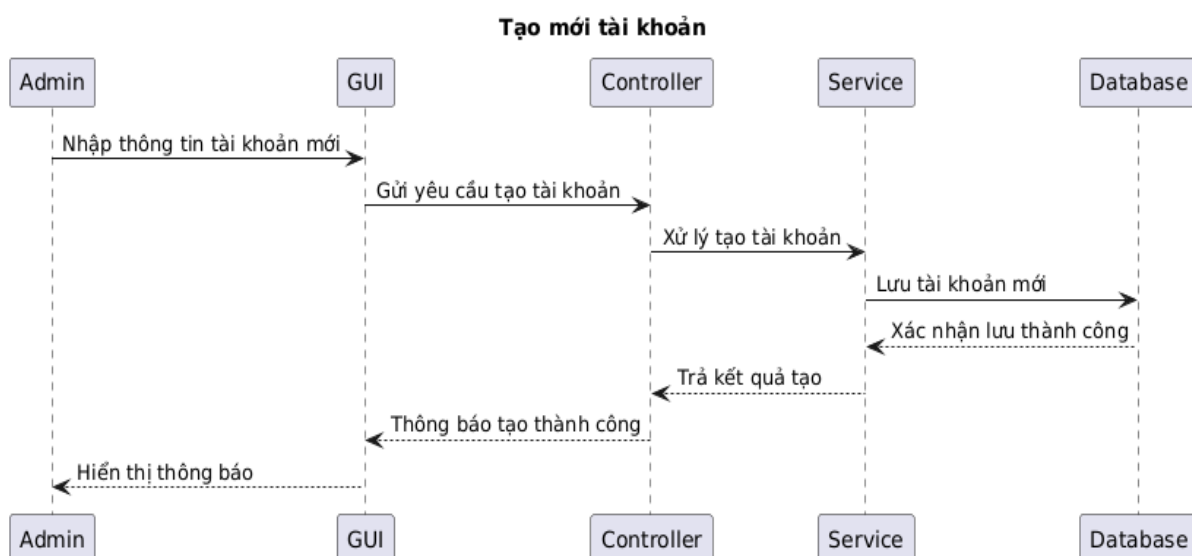 Tạo mới tài khoản
Admin GUI Controller Service Database
Nhập thông tin tài khoản mới
Gửi yêu cầu tạo tài khoản
Xử lý tạo tài khoản
Lưu tài khoản mới
Xác nhận lưu thành công
Trả kết quả tạo
Thông báo tạo thành công
Hiển thị thông báo
Admin GUI Controller Service Database